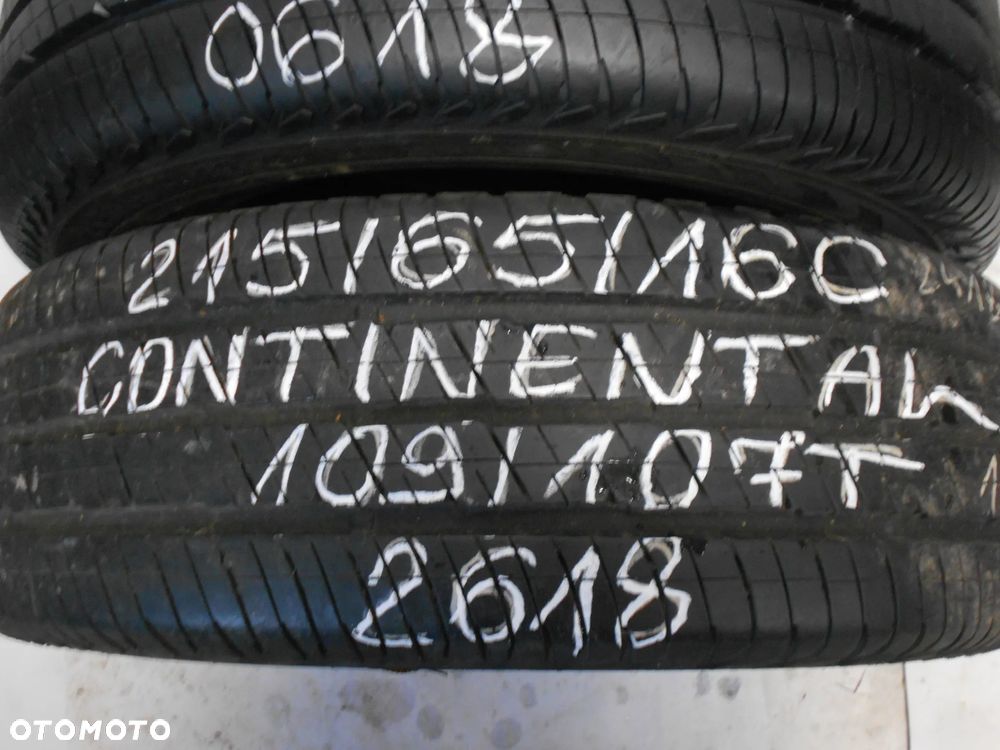 0618
215/65/16C
CONTINENTAL
109/107T
2618
OTOMOTO